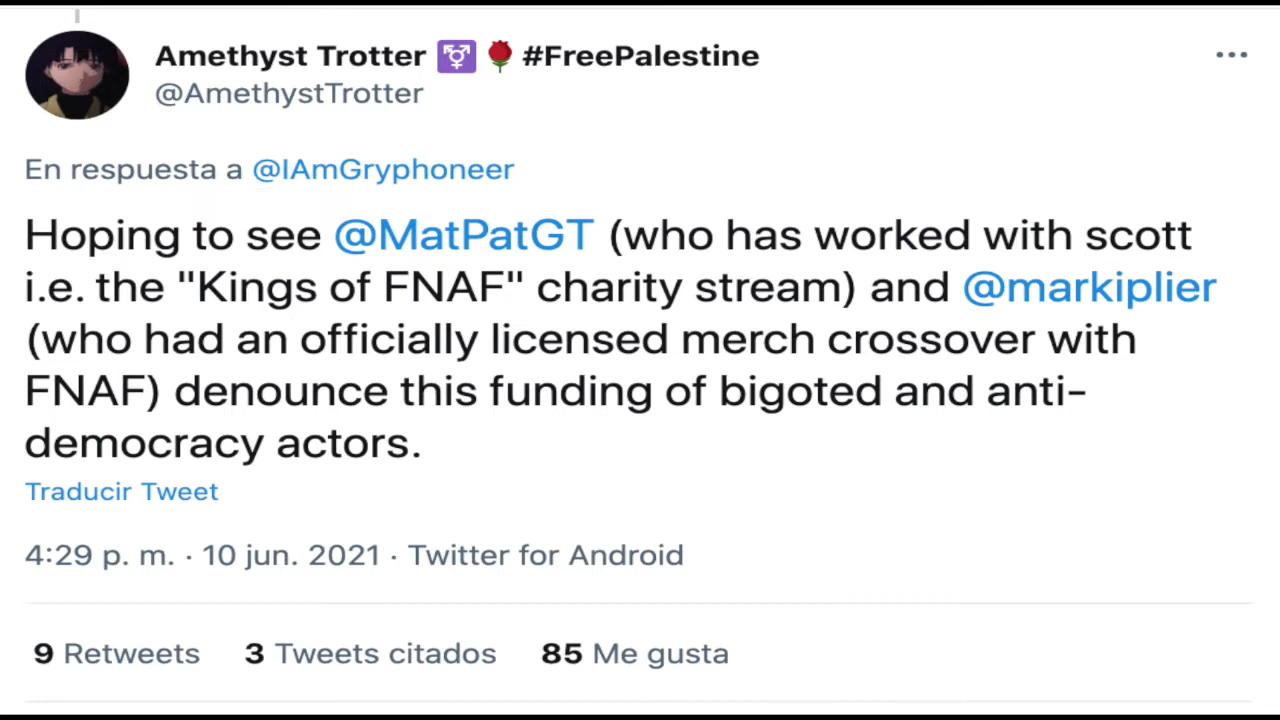 Amethyst Trotter ⚧🌹 #FreePalestine
@AmethystTrotter
En respuesta a @IAmGryphoneer
Hoping to see @MatPatGT (who has worked with scott
i.e. the "Kings of FNAF" charity stream) and @markiplier
(who had an officially licensed merch crossover with
FNAF) denounce this funding of bigoted and anti-
democracy actors.
Traducir Tweet
4:29 p. m. · 10 jun. 2021 · Twitter for Android
9 Retweets 3 Tweets citados 85 Me gusta